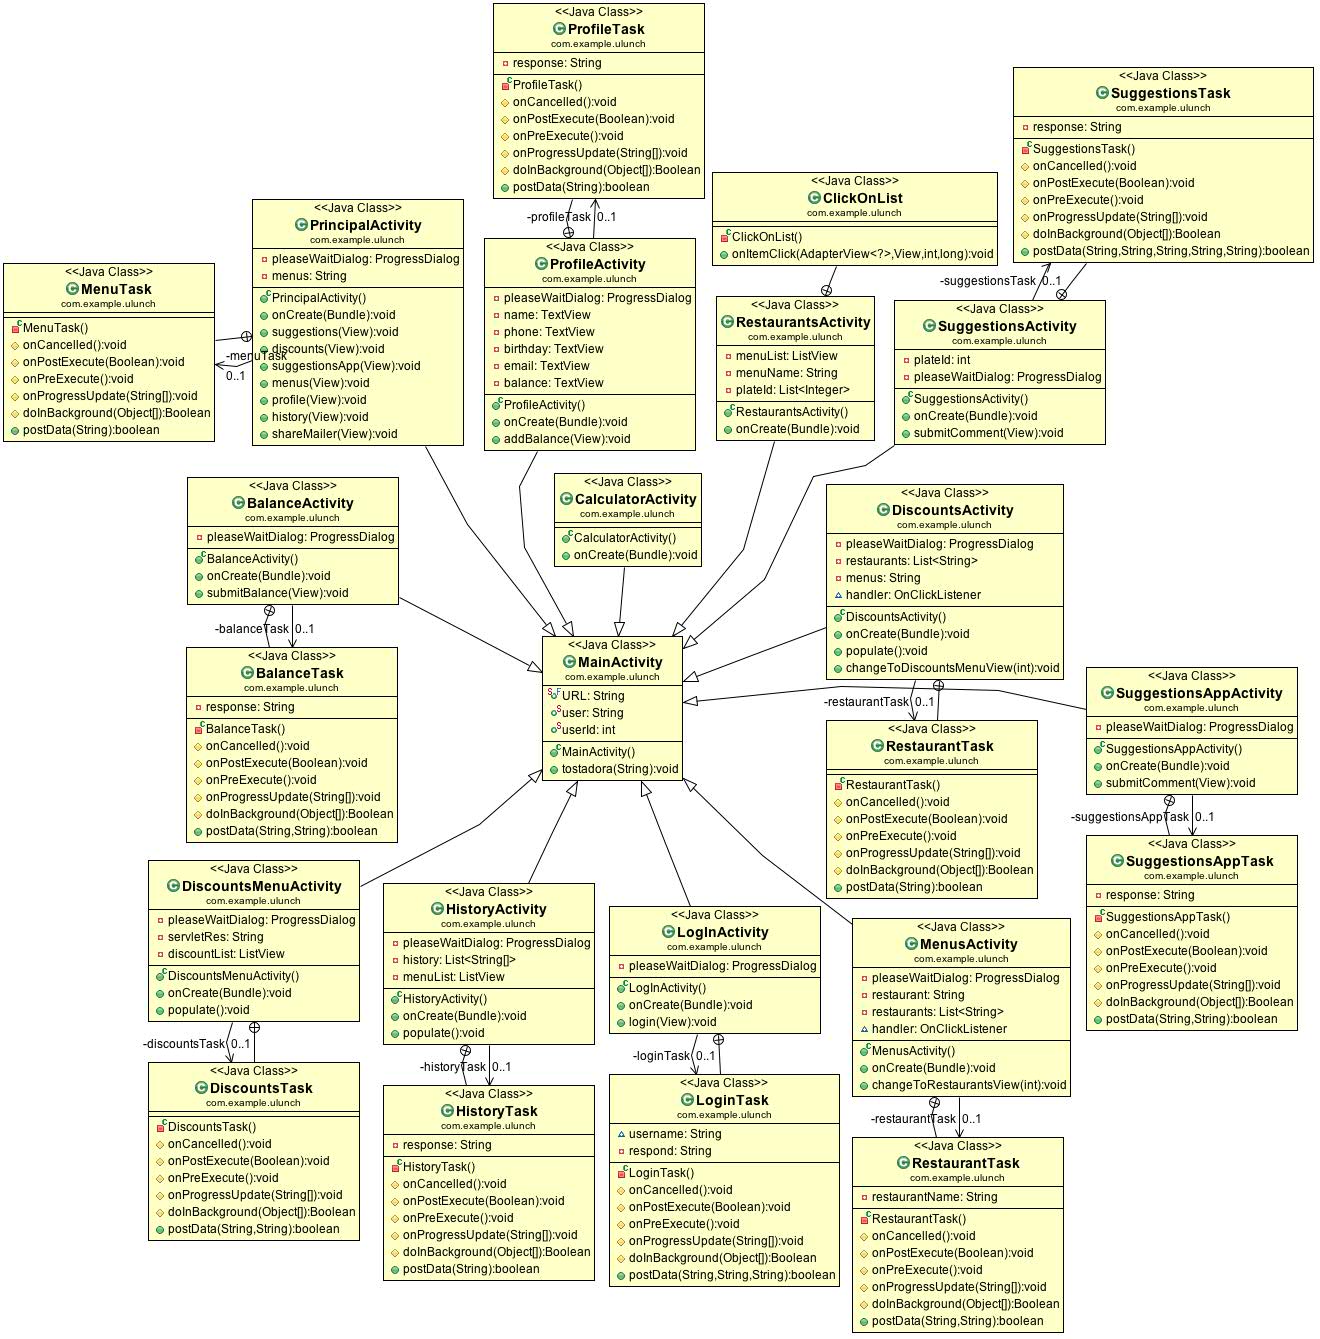 <<Java Class>>
ProfileTask
com.example.ulunch
response: String
ProfileTask()
onCancelled():void
onPostExecute(Boolean):void
onPreExecute():void
onProgressUpdate(String[]):void
doInBackground(Object[]):Boolean
postData(String):boolean
<<Java Class>>
SuggestionsTask
com.example.ulunch
response: String
SuggestionsTask()
onCancelled():void
onPostExecute(Boolean):void
onPreExecute():void
onProgressUpdate(String[]):void
doInBackground(Object[]):Boolean
postData(String,String,String,String,String):boolean
<<Java Class>>
ClickOnList
com.example.ulunch
ClickOnList()
onItemClick(AdapterView<?>,View,int,long):void
<<Java Class>>
PrincipalActivity
com.example.ulunch
pleaseWaitDialog: ProgressDialog
menus: String
PrincipalActivity()
onCreate(Bundle):void
suggestions(View):void
discounts(View):void
suggestionsApp(View):void
menus(View):void
profile(View):void
history(View):void
shareMailer(View):void
-profileTask 0..1
<<Java Class>>
ProfileActivity
com.example.ulunch
pleaseWaitDialog: ProgressDialog
name: TextView
phone: TextView
birthday: TextView
email: TextView
balance: TextView
ProfileActivity()
onCreate(Bundle):void
addBalance(View):void
<<Java Class>>
MenuTask
com.example.ulunch
MenuTask()
onCancelled():void
onPostExecute(Boolean):void
onPreExecute():void
onProgressUpdate(String[]):void
doInBackground(Object[]):Boolean
postData(String):boolean
-menuTask
0..1
<<Java Class>>
RestaurantsActivity
com.example.ulunch
menuList: ListView
menuName: String
plateId: List<Integer>
RestaurantsActivity()
onCreate(Bundle):void
-suggestionsTask 0..1
<<Java Class>>
SuggestionsActivity
com.example.ulunch
plateId: int
pleaseWaitDialog: ProgressDialog
SuggestionsActivity()
onCreate(Bundle):void
submitComment(View):void
<<Java Class>>
BalanceActivity
com.example.ulunch
pleaseWaitDialog: ProgressDialog
BalanceActivity()
onCreate(Bundle):void
submitBalance(View):void
-balanceTask 0..1
<<Java Class>>
CalculatorActivity
com.example.ulunch
CalculatorActivity()
onCreate(Bundle):void
<<Java Class>>
DiscountsActivity
com.example.ulunch
pleaseWaitDialog: ProgressDialog
restaurants: List<String>
menus: String
handler: OnClickListener
DiscountsActivity()
onCreate(Bundle):void
populate():void
changeToDiscountsMenuView(int):void
-restaurantTask 0..1
<<Java Class>>
BalanceTask
com.example.ulunch
response: String
BalanceTask()
onCancelled():void
onPostExecute(Boolean):void
onPreExecute():void
onProgressUpdate(String[]):void
doInBackground(Object[]):Boolean
postData(String,String):boolean
<<Java Class>>
MainActivity
com.example.ulunch
URL: String
user: String
userId: int
MainActivity()
tostadora(String):void
<<Java Class>>
RestaurantTask
com.example.ulunch
RestaurantTask()
onCancelled():void
onPostExecute(Boolean):void
onPreExecute():void
onProgressUpdate(String[]):void
doInBackground(Object[]):Boolean
postData(String):boolean
<<Java Class>>
SuggestionsAppActivity
com.example.ulunch
pleaseWaitDialog: ProgressDialog
SuggestionsAppActivity()
onCreate(Bundle):void
submitComment(View):void
-suggestionsAppTask 0..1
<<Java Class>>
SuggestionsAppTask
com.example.ulunch
response: String
SuggestionsAppTask()
onCancelled():void
onPostExecute(Boolean):void
onPreExecute():void
onProgressUpdate(String[]):void
doInBackground(Object[]):Boolean
postData(String,String):boolean
<<Java Class>>
DiscountsMenuActivity
com.example.ulunch
pleaseWaitDialog: ProgressDialog
servletRes: String
discountList: ListView
DiscountsMenuActivity()
onCreate(Bundle):void
populate():void
-discountsTask 0..1
<<Java Class>>
DiscountsTask
com.example.ulunch
DiscountsTask()
onCancelled():void
onPostExecute(Boolean):void
onPreExecute():void
onProgressUpdate(String[]):void
doInBackground(Object[]):Boolean
postData(String,String):boolean
<<Java Class>>
HistoryActivity
com.example.ulunch
pleaseWaitDialog: ProgressDialog
history: List<String[]>
menuList: ListView
HistoryActivity()
onCreate(Bundle):void
populate():void
-historyTask 0..1
<<Java Class>>
HistoryTask
com.example.ulunch
response: String
HistoryTask()
onCancelled():void
onPostExecute(Boolean):void
onPreExecute():void
onProgressUpdate(String[]):void
doInBackground(Object[]):Boolean
postData(String):boolean
<<Java Class>>
LogInActivity
com.example.ulunch
pleaseWaitDialog: ProgressDialog
LogInActivity()
onCreate(Bundle):void
login(View):void
-loginTask 0..1
<<Java Class>>
LoginTask
com.example.ulunch
username: String
respond: String
LoginTask()
onCancelled():void
onPostExecute(Boolean):void
onPreExecute():void
onProgressUpdate(String[]):void
doInBackground(Object[]):Boolean
postData(String,String,String):boolean
<<Java Class>>
MenusActivity
com.example.ulunch
pleaseWaitDialog: ProgressDialog
restaurant: String
restaurants: List<String>
handler: OnClickListener
MenusActivity()
onCreate(Bundle):void
changeToRestaurantsView(int):void
-restaurantTask 0..1
<<Java Class>>
RestaurantTask
com.example.ulunch
restaurantName: String
RestaurantTask()
onCancelled():void
onPostExecute(Boolean):void
onPreExecute():void
onProgressUpdate(String[]):void
doInBackground(Object[]):Boolean
postData(String,String):boolean